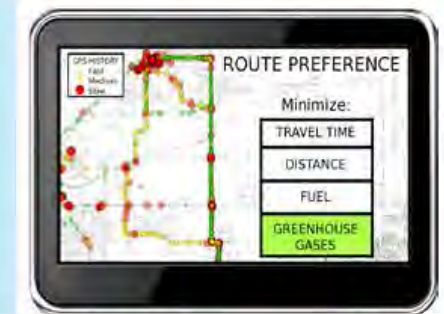 GPS HISTORY
Fast
Medium
Slow
ROUTE PREFERENCE
Minimize:
TRAVEL TIME
DISTANCE
FUEL
GREENHOUSE
GASES